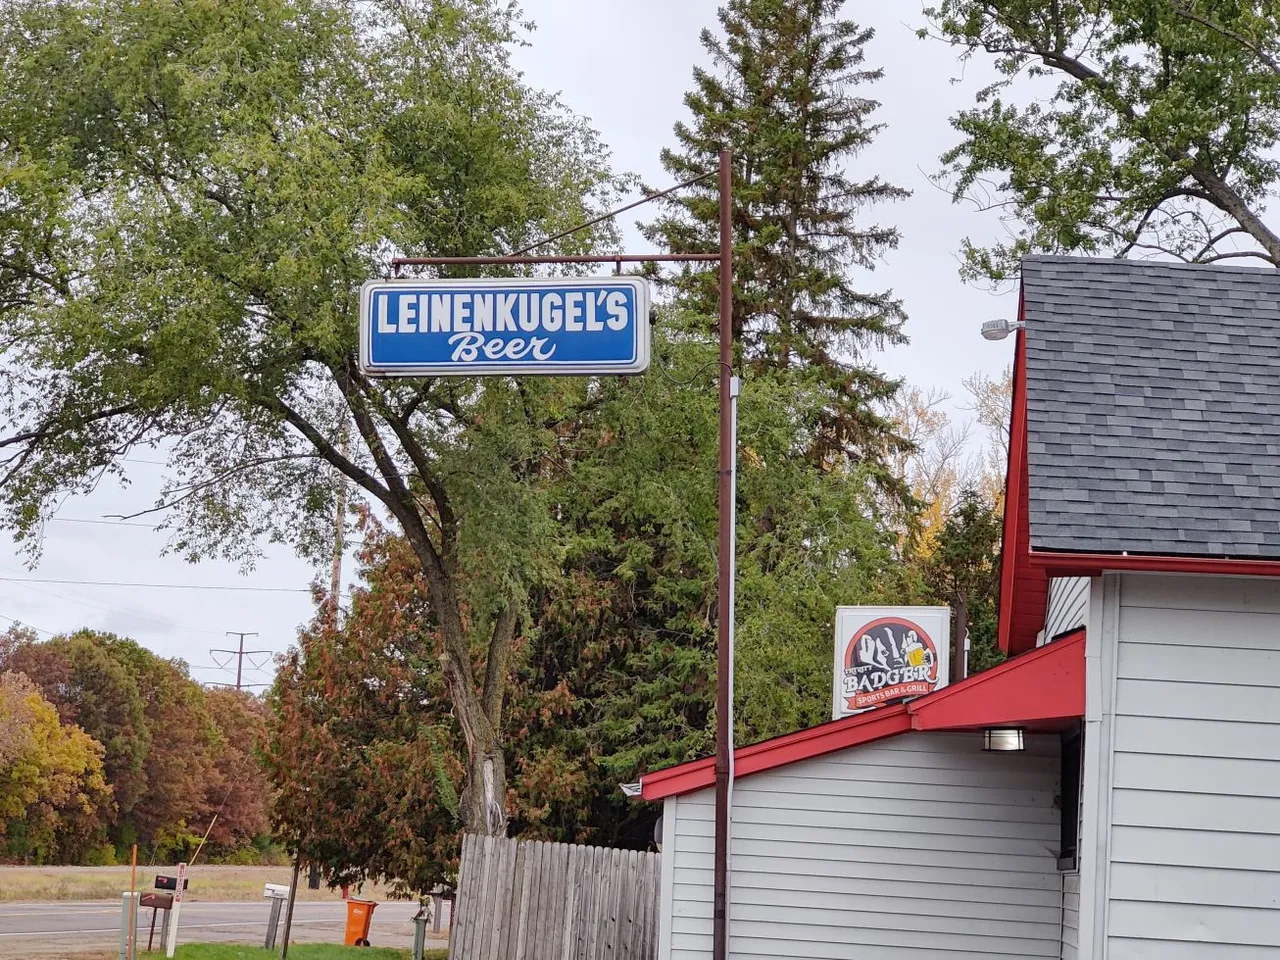 LEINENKUGEL'S
Beer
BADGER
SPORTS BAR & GRILL